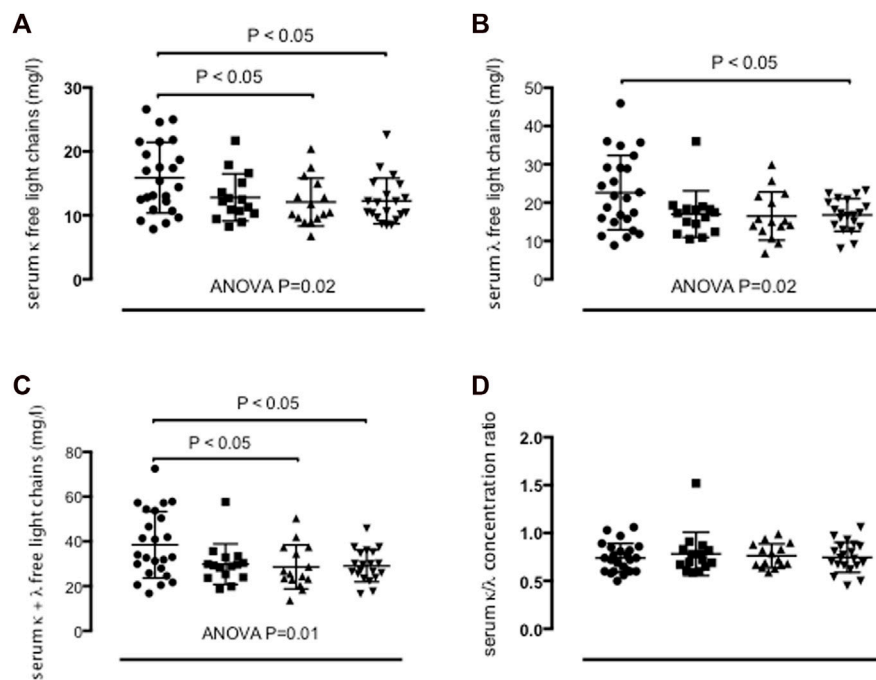 A
P < 0.05
P < 0.05
serum κ free light chains (mg/l)
30
20
10
0
ANOVA P=0.02
B
P < 0.05
serum λ free light chains (mg/l)
50
40
30
20
10
0
ANOVA P=0.02
C
P < 0.05
P < 0.05
serum κ + λ free light chains (mg/l)
80
60
40
20
0
ANOVA P=0.01
D
serum κ/λ concentration ratio
2.0
1.5
1.0
0.5
0.0